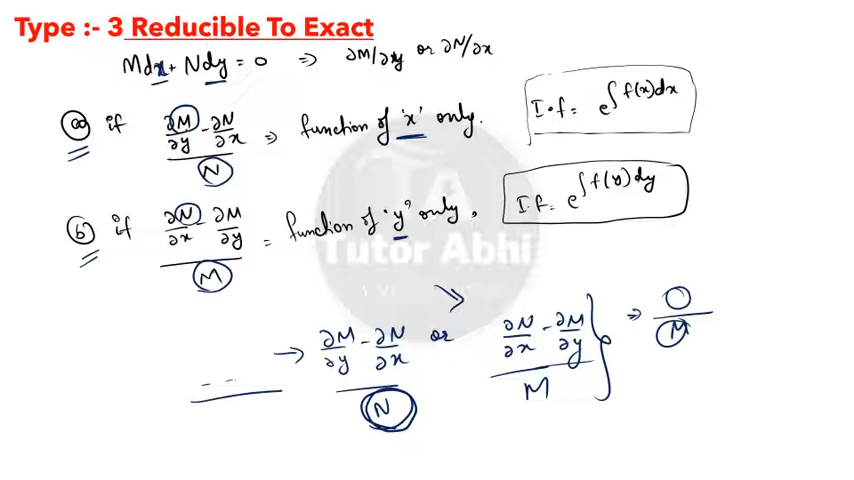 Type :- 3 Reducible To Exact
Mdx + Ndy = 0 ⇒ ∂M/∂y or ∂N/∂x
(a) if (∂M/∂y - ∂N/∂x)/N ⇒ function of 'x' only. I.f = e^∫f(x)dx
(b) if (∂N/∂x - ∂M/∂y)/M = function of 'y' only. I.f = e^∫f(y)dy
Tutor Abhi
→ (∂M/∂y - ∂N/∂x)/N or (∂N/∂x - ∂M/∂y)/M } ⇒ 0/M